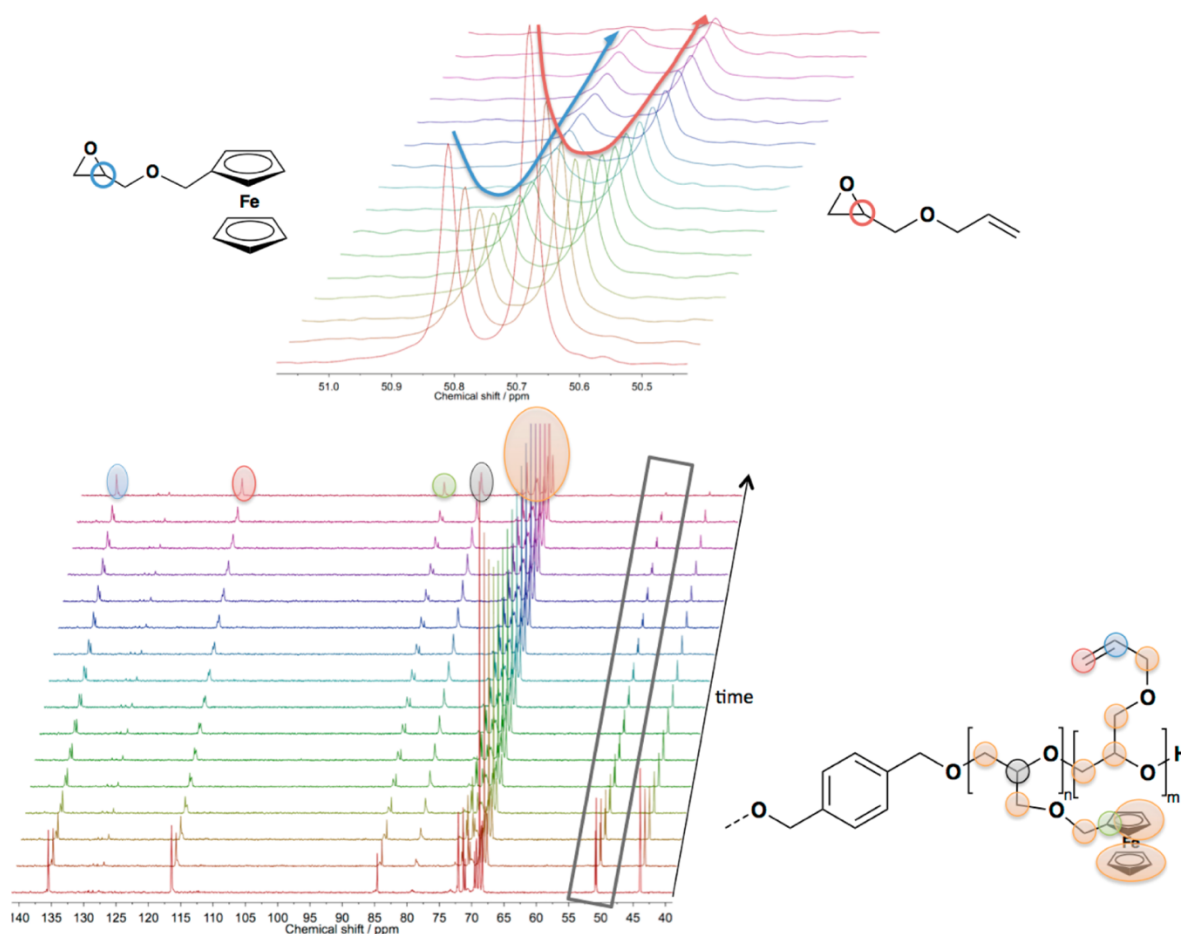 O
O
Fe
O
O
51.0 50.9 50.8 50.7 50.6 50.5
Chemical shift / ppm
time
O
O
O
O H
n m
O
O
Fe
140 135 130 125 120 115 110 105 100 95 90 85 80 75 70 65 60 55 50 45 40
Chemical shift / ppm